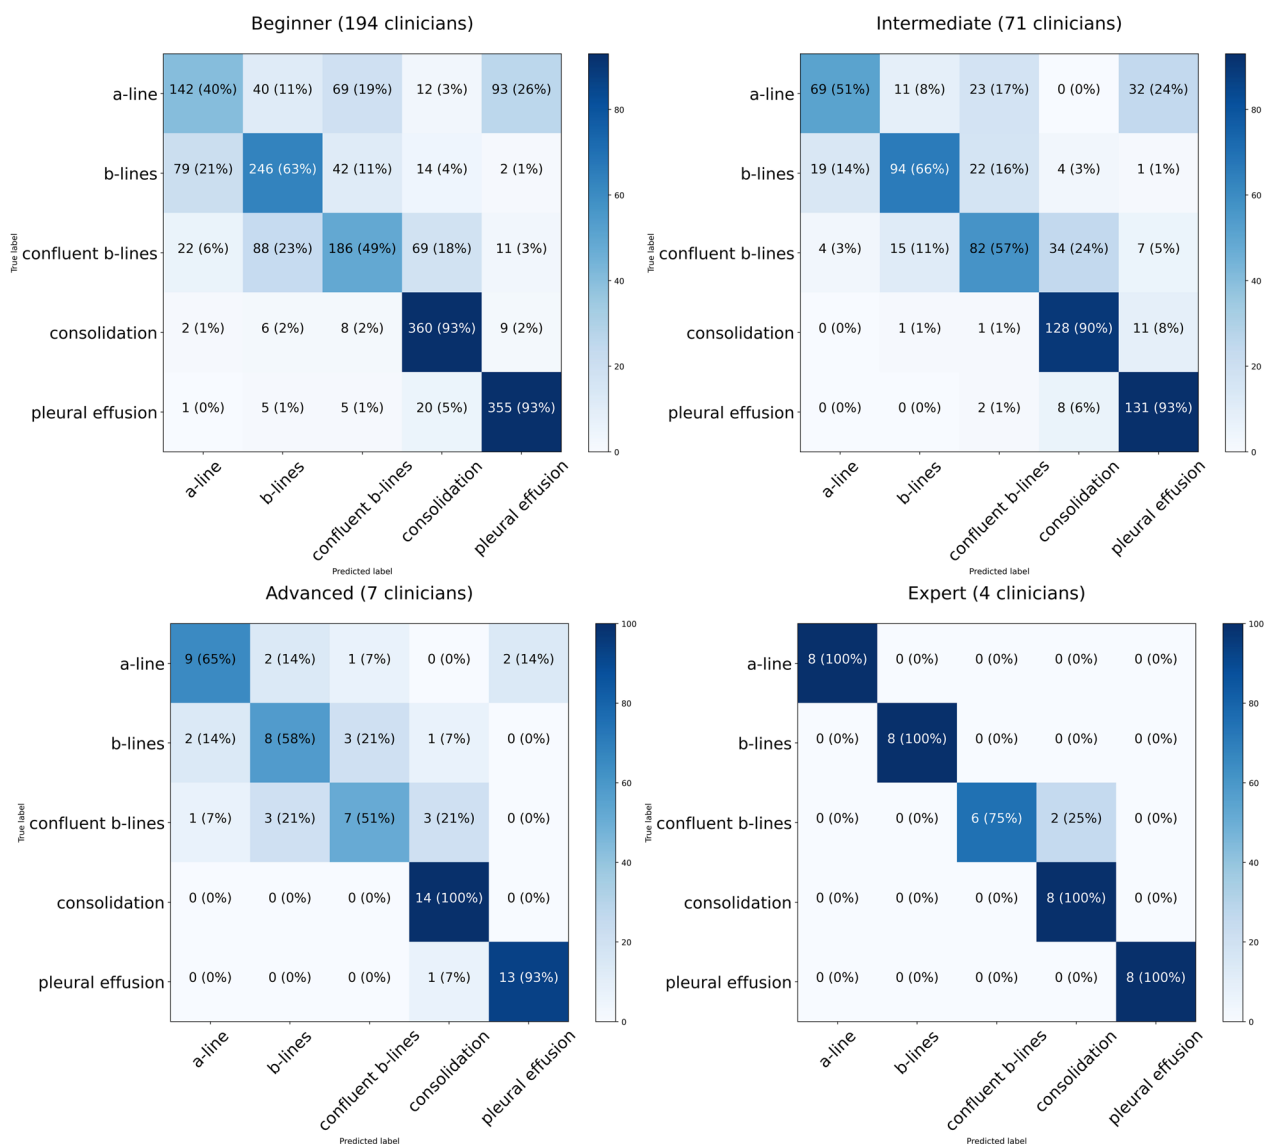 Beginner (194 clinicians)
a-line
142 (40%) 40 (11%) 69 (19%) 12 (3%) 93 (26%)
b-lines
79 (21%) 246 (63%) 42 (11%) 14 (4%) 2 (1%)
confluent b-lines
22 (6%) 88 (23%) 186 (49%) 69 (18%) 11 (3%)
consolidation
2 (1%) 6 (2%) 8 (2%) 360 (93%) 9 (2%)
pleural effusion
1 (0%) 5 (1%) 5 (1%) 20 (5%) 355 (93%)
True label
80
60
40
20
0
a-line
b-lines
confluent b-lines
consolidation
pleural effusion
Predicted label
Intermediate (71 clinicians)
a-line
69 (51%) 11 (8%) 23 (17%) 0 (0%) 32 (24%)
b-lines
19 (14%) 94 (66%) 22 (16%) 4 (3%) 1 (1%)
confluent b-lines
4 (3%) 15 (11%) 82 (57%) 34 (24%) 7 (5%)
consolidation
0 (0%) 1 (1%) 1 (1%) 128 (90%) 11 (8%)
pleural effusion
0 (0%) 0 (0%) 2 (1%) 8 (6%) 131 (93%)
True label
80
60
40
20
0
a-line
b-lines
confluent b-lines
consolidation
pleural effusion
Predicted label
Advanced (7 clinicians)
a-line
9 (65%) 2 (14%) 1 (7%) 0 (0%) 2 (14%)
b-lines
2 (14%) 8 (58%) 3 (21%) 1 (7%) 0 (0%)
confluent b-lines
1 (7%) 3 (21%) 7 (51%) 3 (21%) 0 (0%)
consolidation
0 (0%) 0 (0%) 0 (0%) 14 (100%) 0 (0%)
pleural effusion
0 (0%) 0 (0%) 0 (0%) 1 (7%) 13 (93%)
True label
100
80
60
40
20
0
a-line
b-lines
confluent b-lines
consolidation
pleural effusion
Predicted label
Expert (4 clinicians)
a-line
8 (100%) 0 (0%) 0 (0%) 0 (0%) 0 (0%)
b-lines
0 (0%) 8 (100%) 0 (0%) 0 (0%) 0 (0%)
confluent b-lines
0 (0%) 0 (0%) 6 (75%) 2 (25%) 0 (0%)
consolidation
0 (0%) 0 (0%) 0 (0%) 8 (100%) 0 (0%)
pleural effusion
0 (0%) 0 (0%) 0 (0%) 0 (0%) 8 (100%)
True label
100
80
60
40
20
0
a-line
b-lines
confluent b-lines
consolidation
pleural effusion
Predicted label